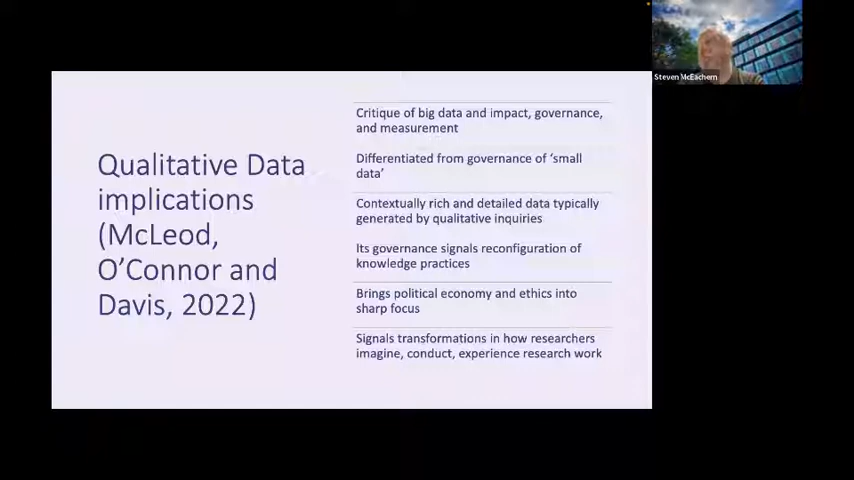 Steven McEachern
Qualitative Data
implications
(McLeod,
O'Connor and
Davis, 2022)
Critique of big data and impact, governance,
and measurement
Differentiated from governance of 'small
data'
Contextually rich and detailed data typically
generated by qualitative inquiries
Its governance signals reconfiguration of
knowledge practices
Brings political economy and ethics into
sharp focus
Signals transformations in how researchers
imagine, conduct, experience research work